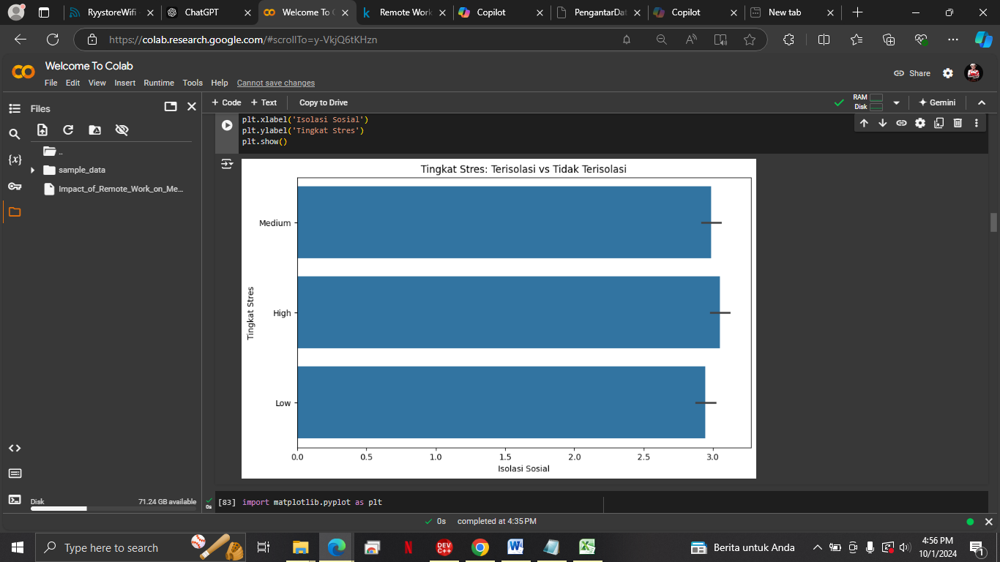 RyystoreWifi
ChatGPT
Welcome To C
Remote Work
Copilot
PengantarDat
Copilot
New tab
https://colab.research.google.com/#scrollTo=y-VkjQ6tKHzn
Welcome To Colab
File Edit View Insert Runtime Tools Help Cannot save changes
Share
Files
+ Code + Text Copy to Drive
RAM
Disk
Gemini
..
sample_data
Impact_of_Remote_Work_on_Me...
{x}
plt.xlabel('Isolasi Sosial')
plt.ylabel('Tingkat Stres')
plt.show()
Tingkat Stres: Terisolasi vs Tidak Terisolasi
Medium
High
Low
Tingkat Stres
0.0 0.5 1.0 1.5 2.0 2.5 3.0
Isolasi Sosial
Disk 71.24 GB available
0s
[83] import matplotlib.pyplot as plt
0s completed at 4:35 PM
Type here to search
DEV C++
Berita untuk Anda
4:56 PM
10/1/2024
1